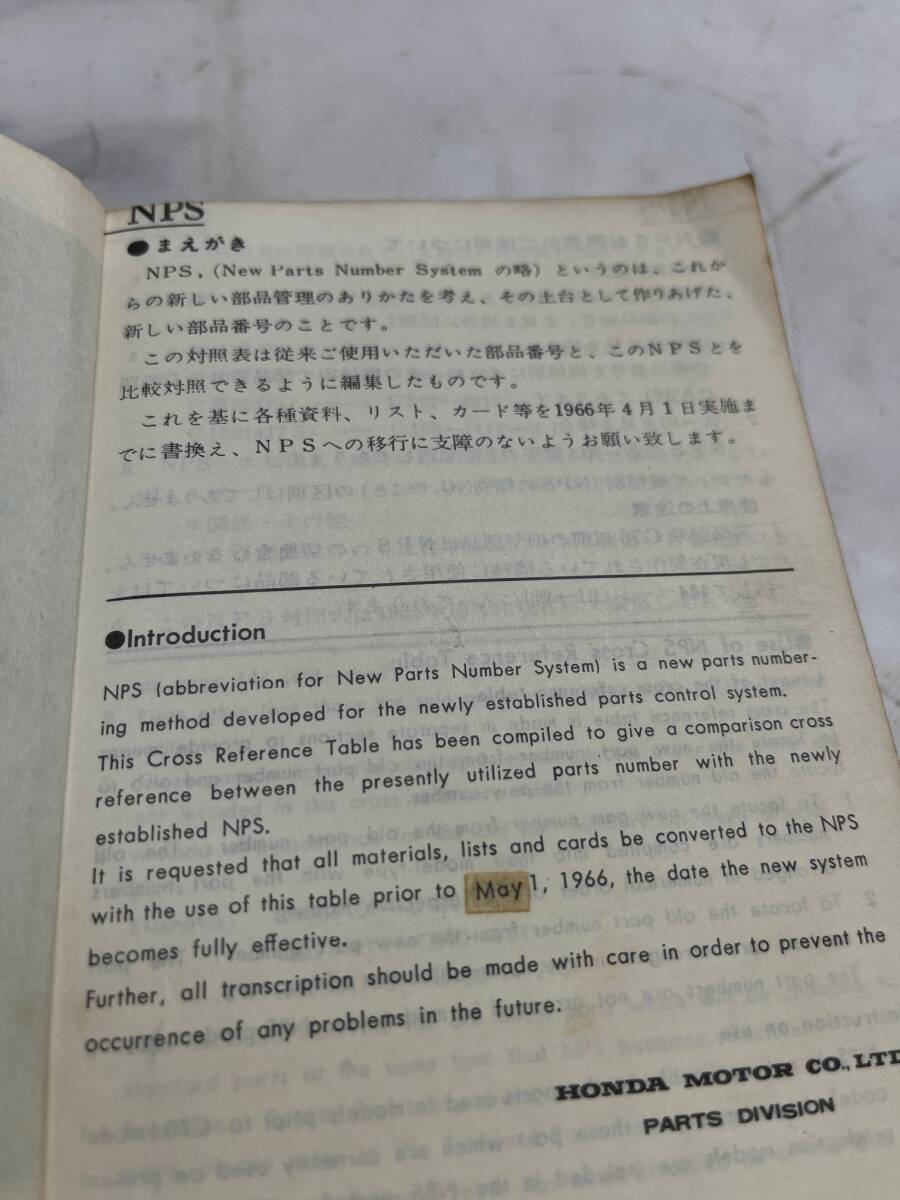 NPS
●まえがき
NPS,(New Parts Number System の略)というのは、これか
らの新しい部品管理のありかたを考え、その土台として作りあげた、
新しい部品番号のことです。
この対照表は従来ご使用いただいた部品番号と、このNPSとを
比較対照できるように編集したものです。
これを基に各種資料、リスト、カード等を1966年4月1日実施ま
でに書換え、NPSへの移行に支障のないようお願い致します。
●Introduction
NPS (abbreviation for New Parts Number System) is a new parts number-
ing method developed for the newly established parts control system.
This Cross Reference Table has been compiled to give a comparison cross
reference between the presently utilized parts number with the newly
established NPS.
It is requested that all materials, lists and cards be converted to the NPS
with the use of this table prior to May 1, 1966, the date the new system
becomes fully effective.
Further, all transcription should be made with care in order to prevent the
occurrence of any problems in the future.
HONDA MOTOR CO., LTD
PARTS DIVISION